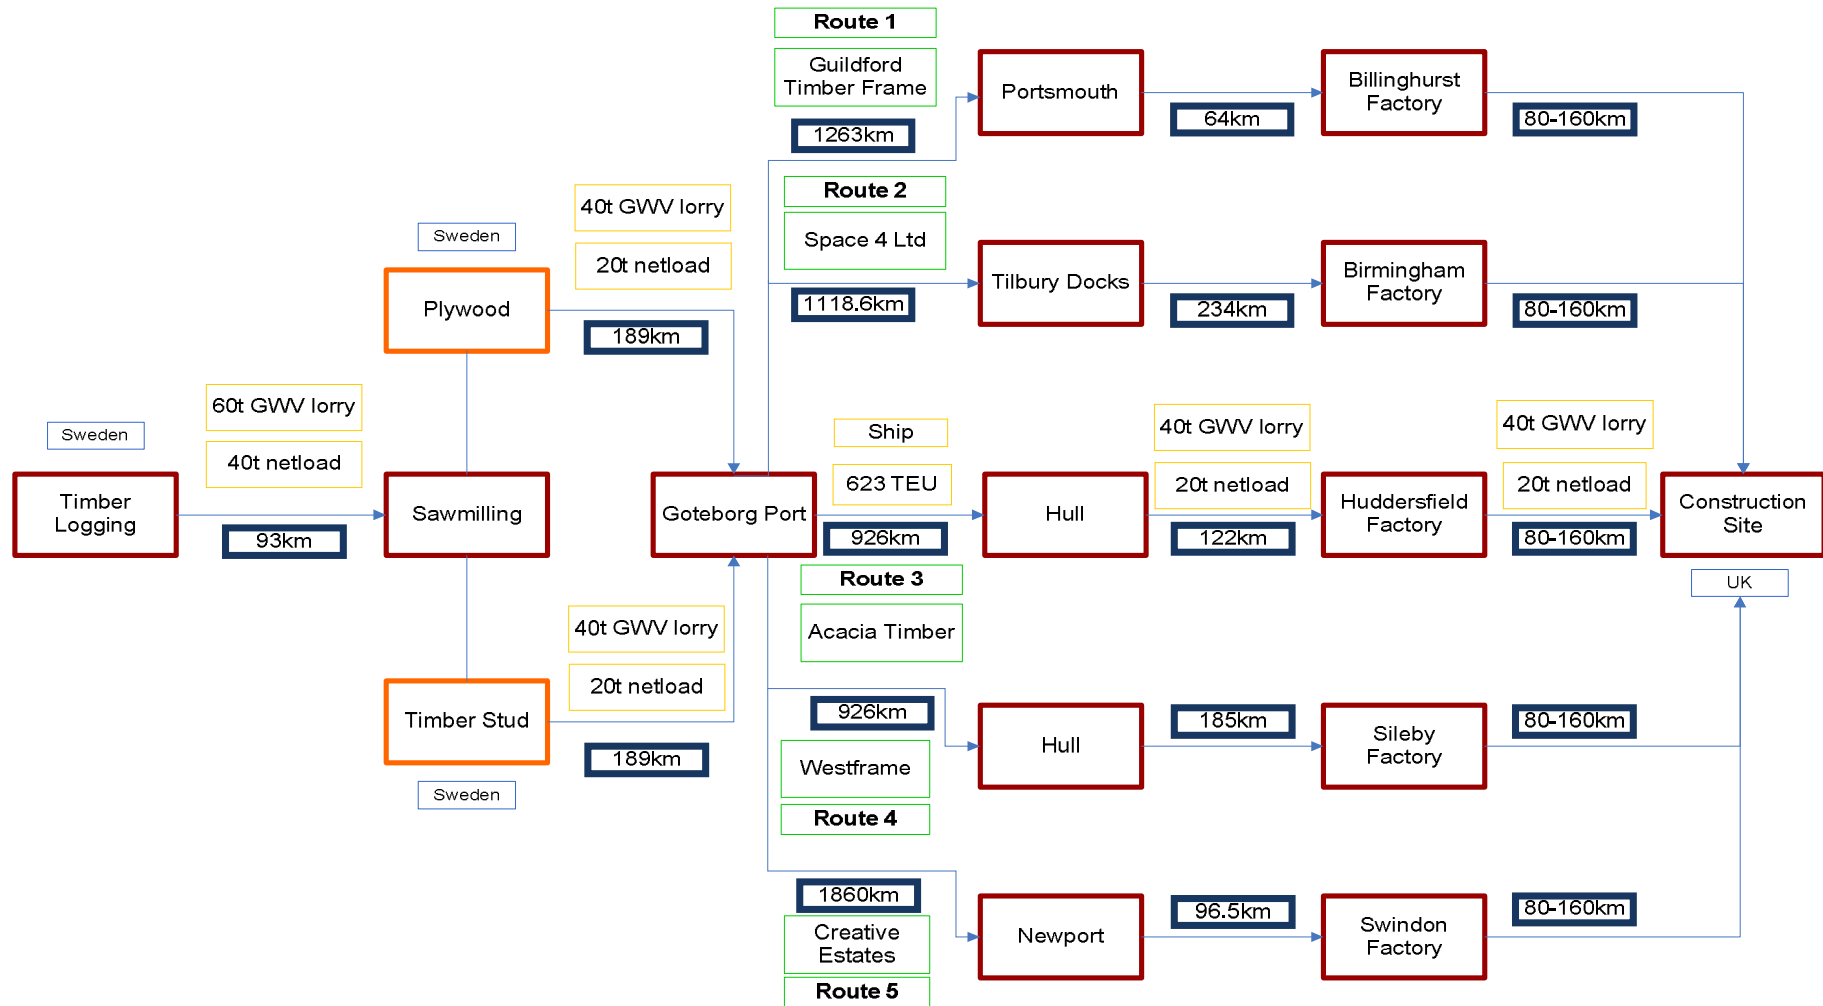 Route 1
Guildford
Timber Frame
1263km
Portsmouth
64km
Billinghurst
Factory
80-160km
Route 2
Space 4 Ltd
1118.6km
Tilbury Docks
234km
Birmingham
Factory
80-160km
Sweden
Plywood
40t GWV lorry
20t netload
189km
Sweden
Timber
Logging
60t GWV lorry
40t netload
93km
Sawmilling
Goteborg Port
Ship
623 TEU
926km
Route 3
Acacia Timber
Hull
40t GWV lorry
20t netload
122km
Huddersfield
Factory
40t GWV lorry
20t netload
80-160km
Construction
Site
UK
Timber Stud
Sweden
40t GWV lorry
20t netload
189km
926km
Westframe
Route 4
Hull
185km
Sileby
Factory
80-160km
1860km
Creative
Estates
Route 5
Newport
96.5km
Swindon
Factory
80-160km